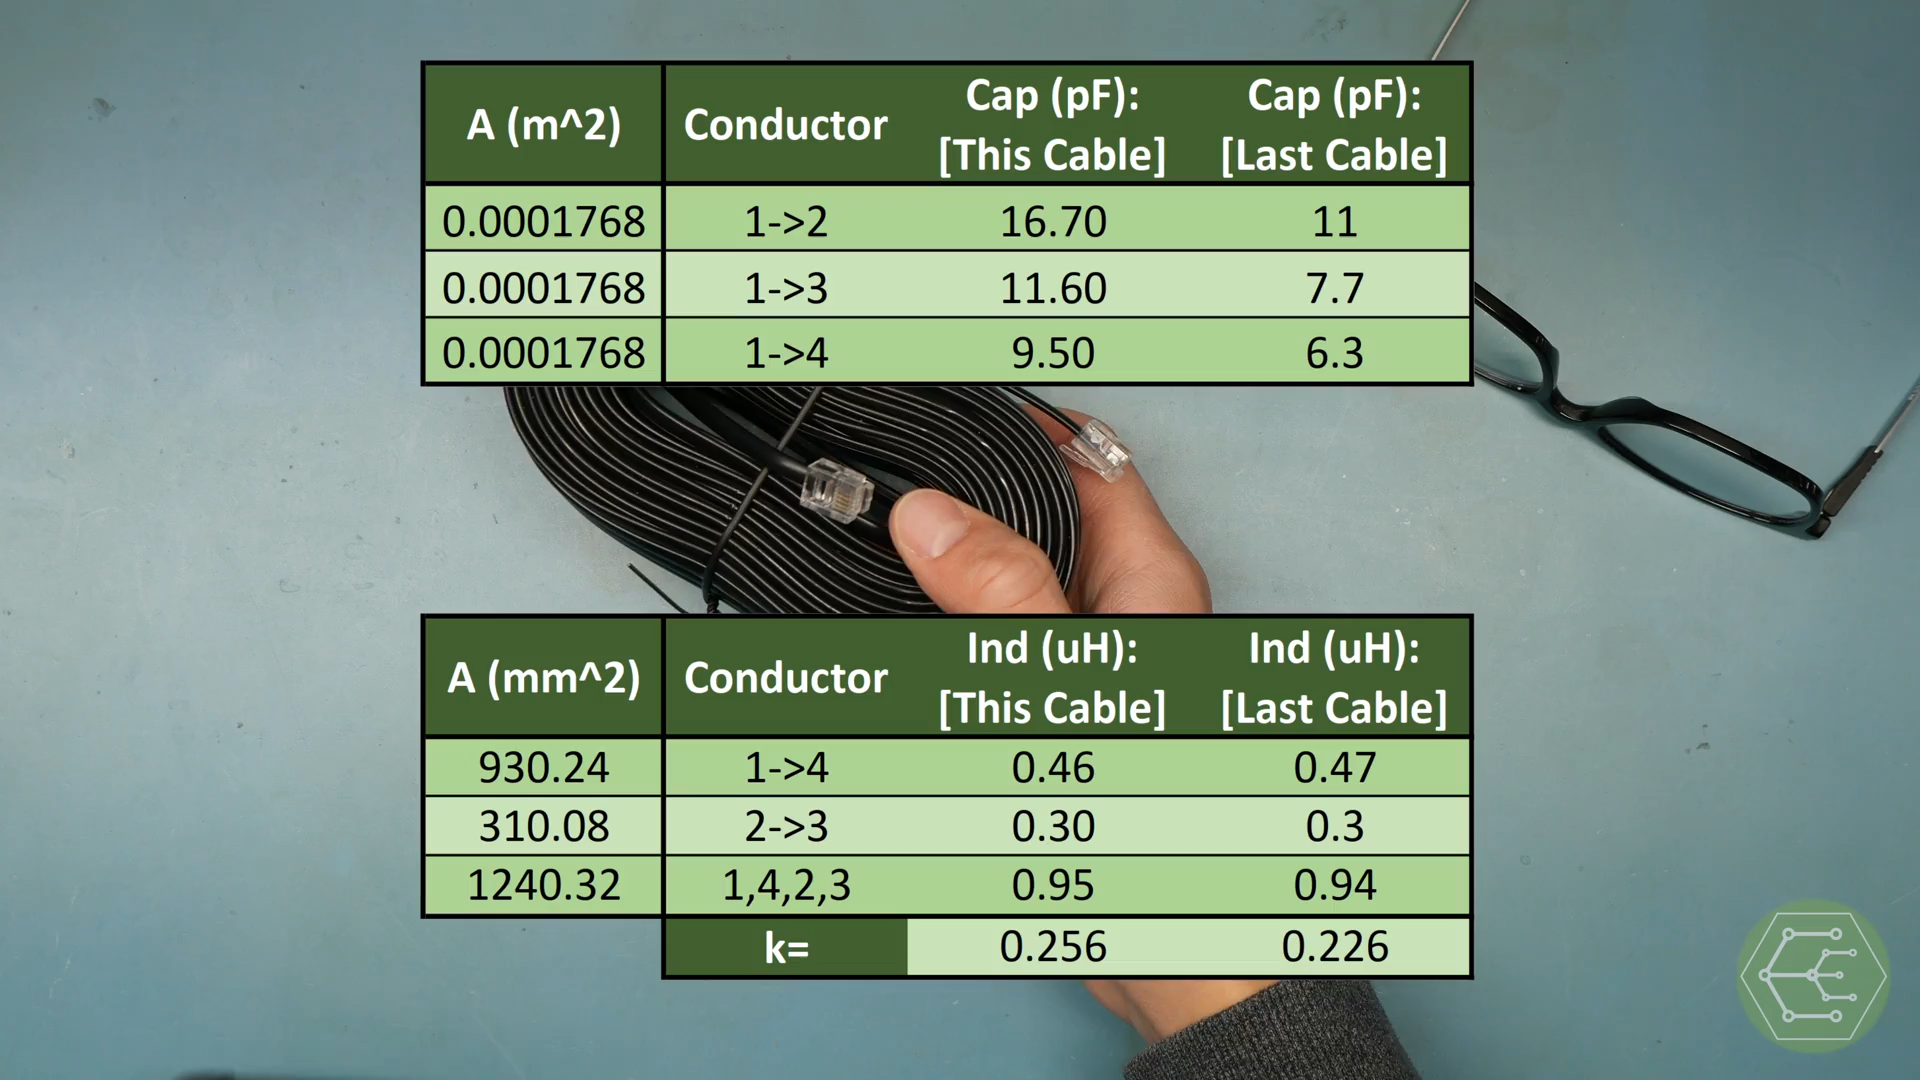 A (m^2) Conductor Cap (pF): [This Cable] Cap (pF): [Last Cable]
0.0001768 1->2 16.70 11
0.0001768 1->3 11.60 7.7
0.0001768 1->4 9.50 6.3
A (mm^2) Conductor Ind (uH): [This Cable] Ind (uH): [Last Cable]
930.24 1->4 0.46 0.47
310.08 2->3 0.30 0.3
1240.32 1,4,2,3 0.95 0.94
k= 0.256 0.226